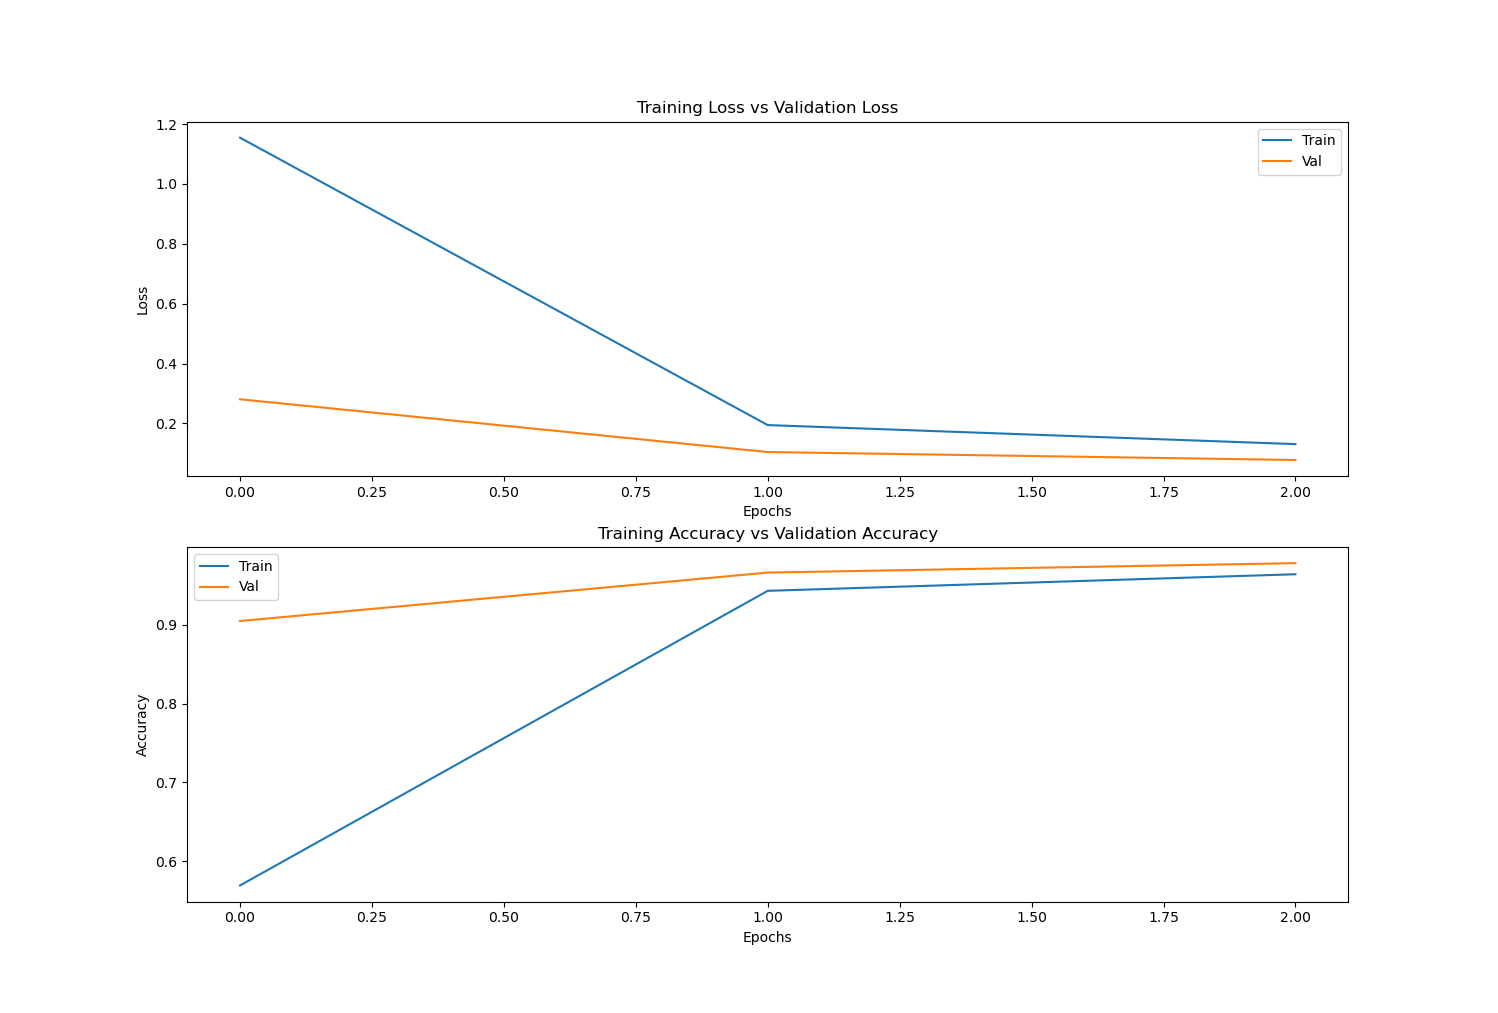 Training Loss vs Validation Loss
1.2
1.0
0.8
0.6
0.4
0.2
Loss
Train
Val
0.00 0.25 0.50 0.75 1.00 1.25 1.50 1.75 2.00
Epochs
Training Accuracy vs Validation Accuracy
Train
Val
0.9
0.8
0.7
0.6
Accuracy
0.00 0.25 0.50 0.75 1.00 1.25 1.50 1.75 2.00
Epochs